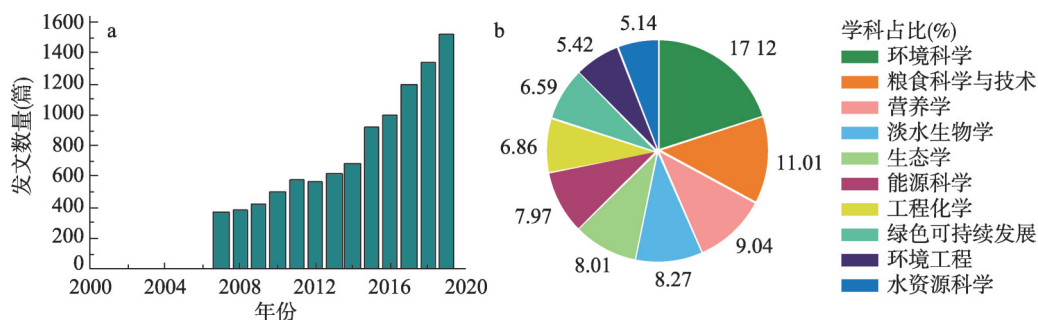 a
发文数量(篇)
1600
1400
1200
1000
800
600
400
200
0
2000 2004 2008 2012 2016 2020
年份
b
5.14
17 12
5.42
6.59
6.86
11.01
7.97
9.04
8.01
8.27
学科占比(%)
环境科学
粮食科学与技术
营养学
淡水生物学
生态学
能源科学
工程化学
绿色可持续发展
环境工程
水资源科学